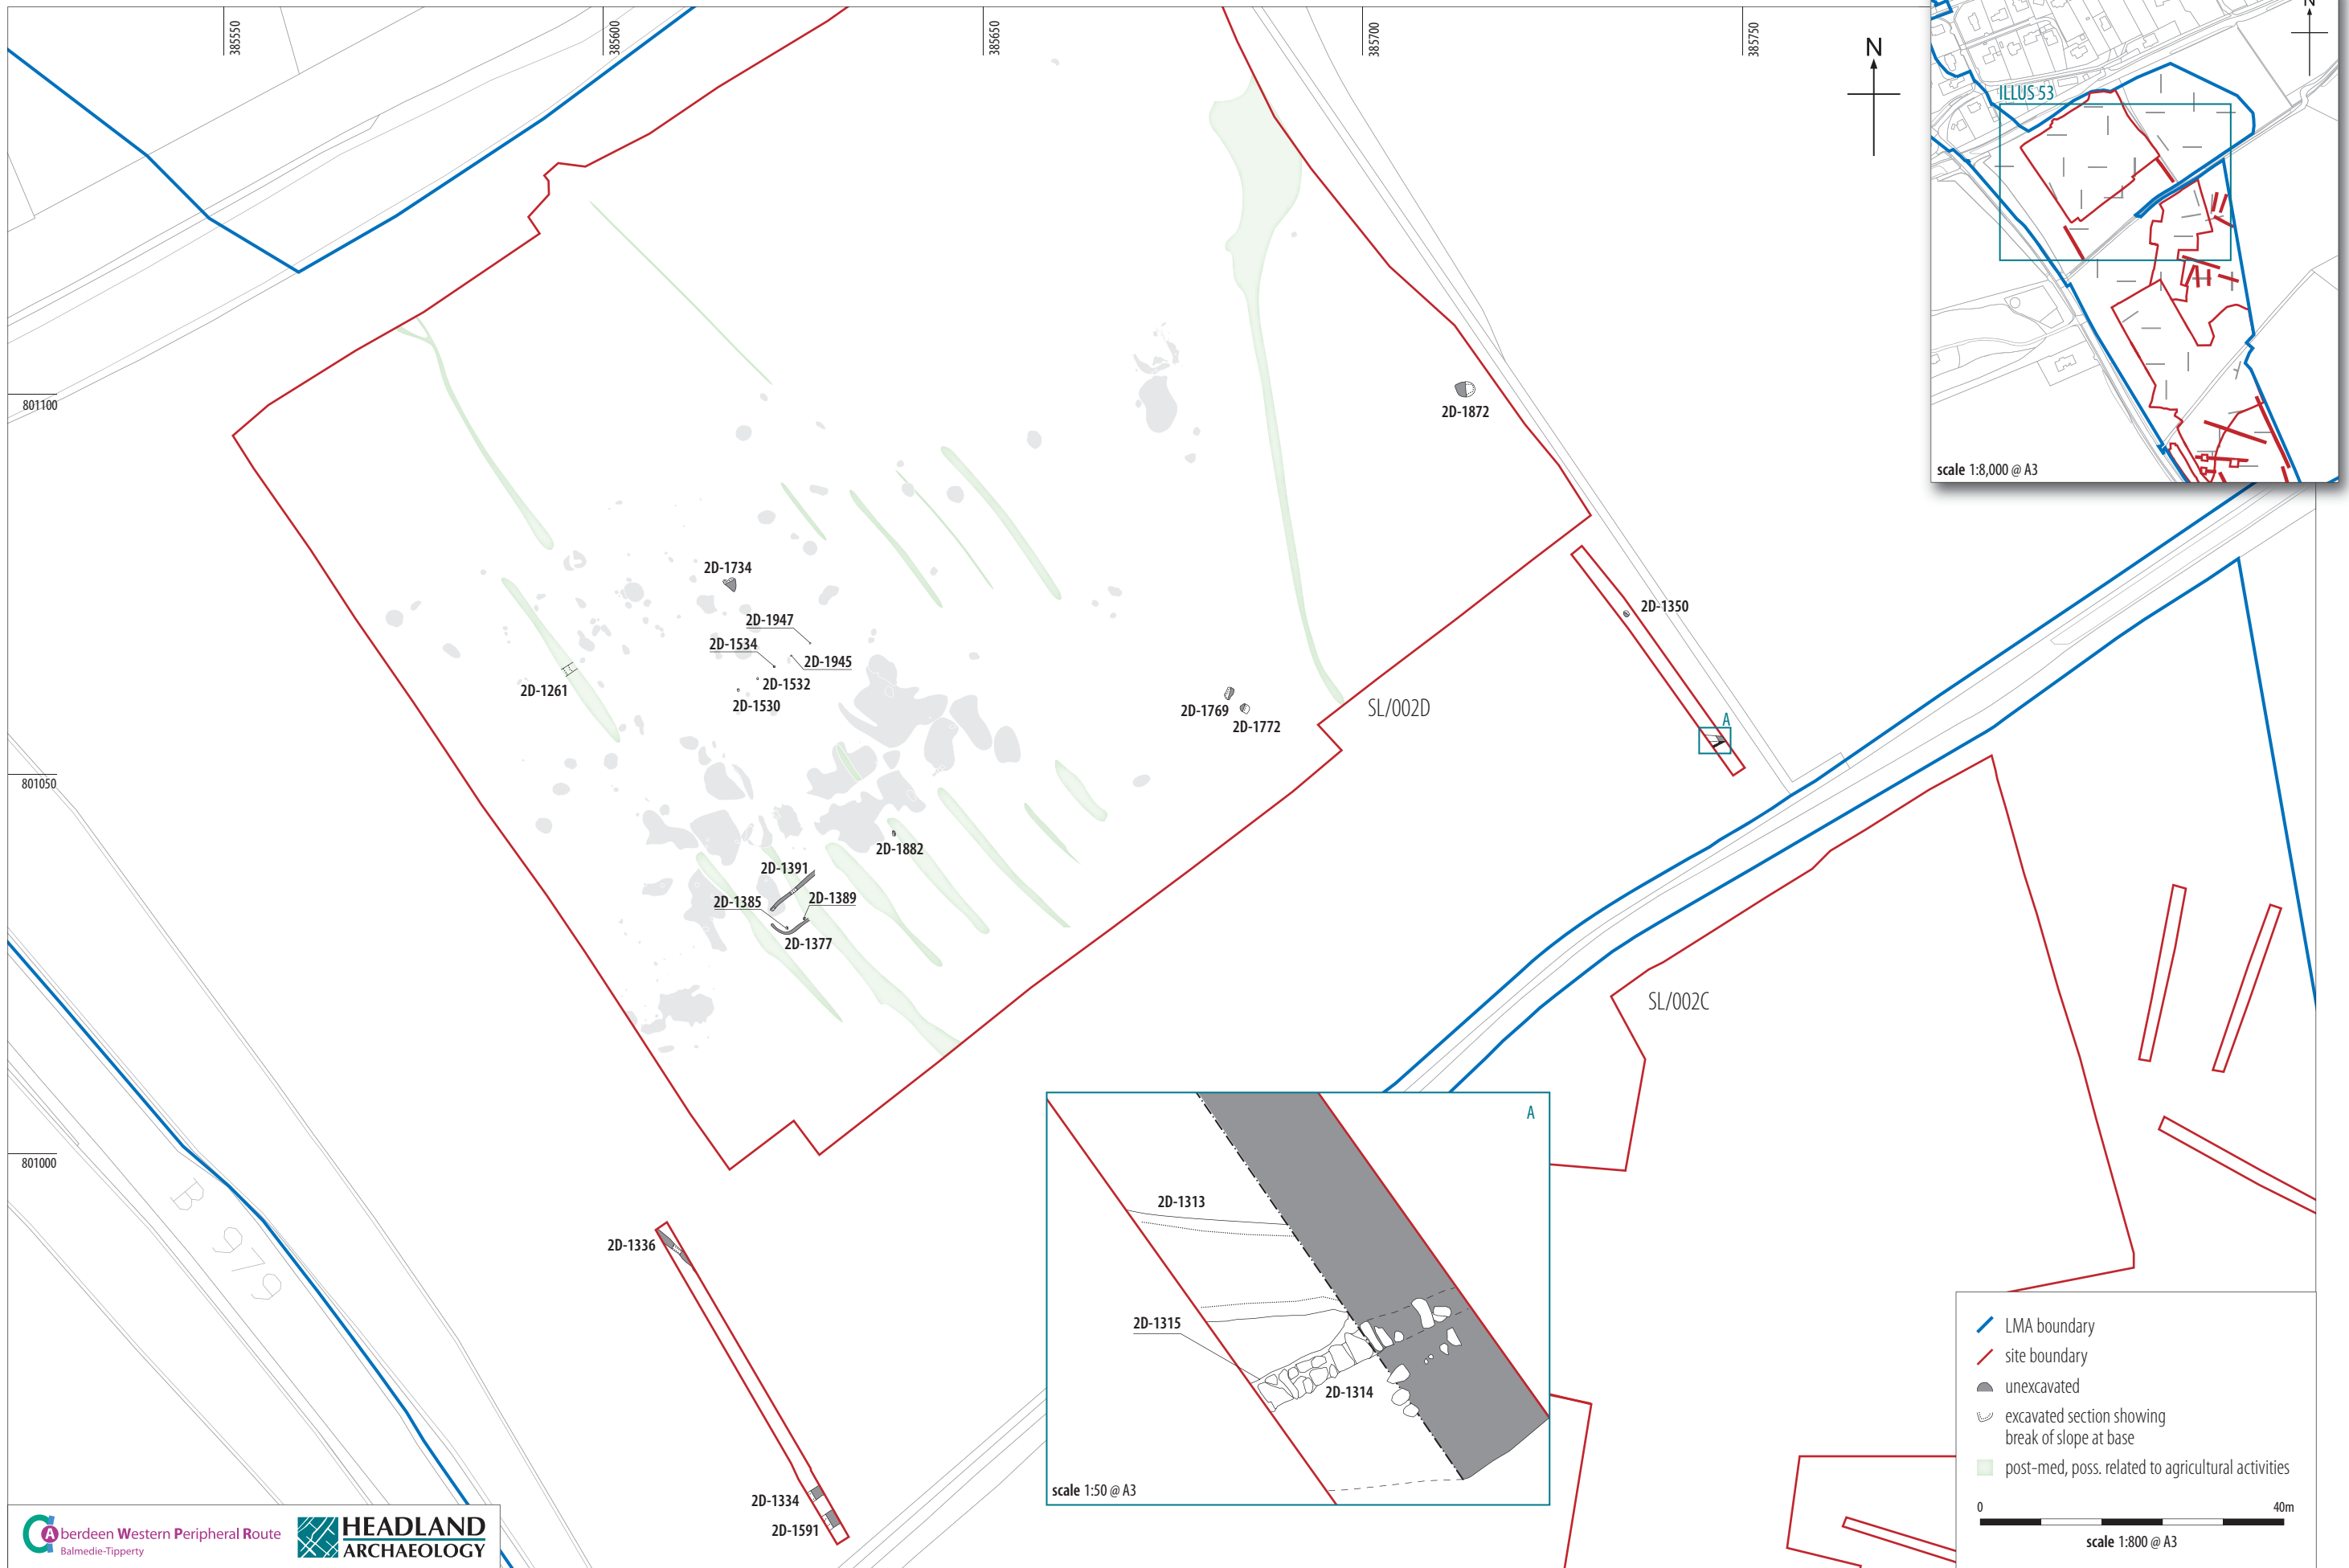 385550
385600
385650
385700
385750
N
N
ILLUS 53
scale 1:8,000 @ A3
801100
2D-1872
2D-1734
2D-1947
2D-1534
2D-1945
2D-1532
2D-1530
2D-1261
2D-1350
2D-1769
2D-1772
SL/002D
A
801050
2D-1882
2D-1391
2D-1385
2D-1389
2D-1377
SL/002C
801000
B 979
2D-1336
2D-1334
2D-1591
A
2D-1313
2D-1315
2D-1314
scale 1:50 @ A3
LMA boundary
site boundary
unexcavated
excavated section showing
break of slope at base
post-med, poss. related to agricultural activities
0 40m
scale 1:800 @ A3
Aberdeen Western Peripheral Route
Balmedie-Tipperty
HEADLAND
ARCHAEOLOGY